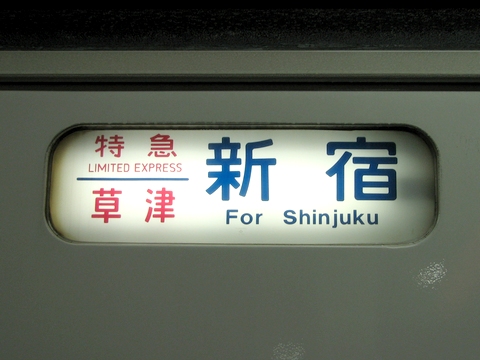 特急
LIMITED EXPRESS
草津
新宿
For Shinjuku